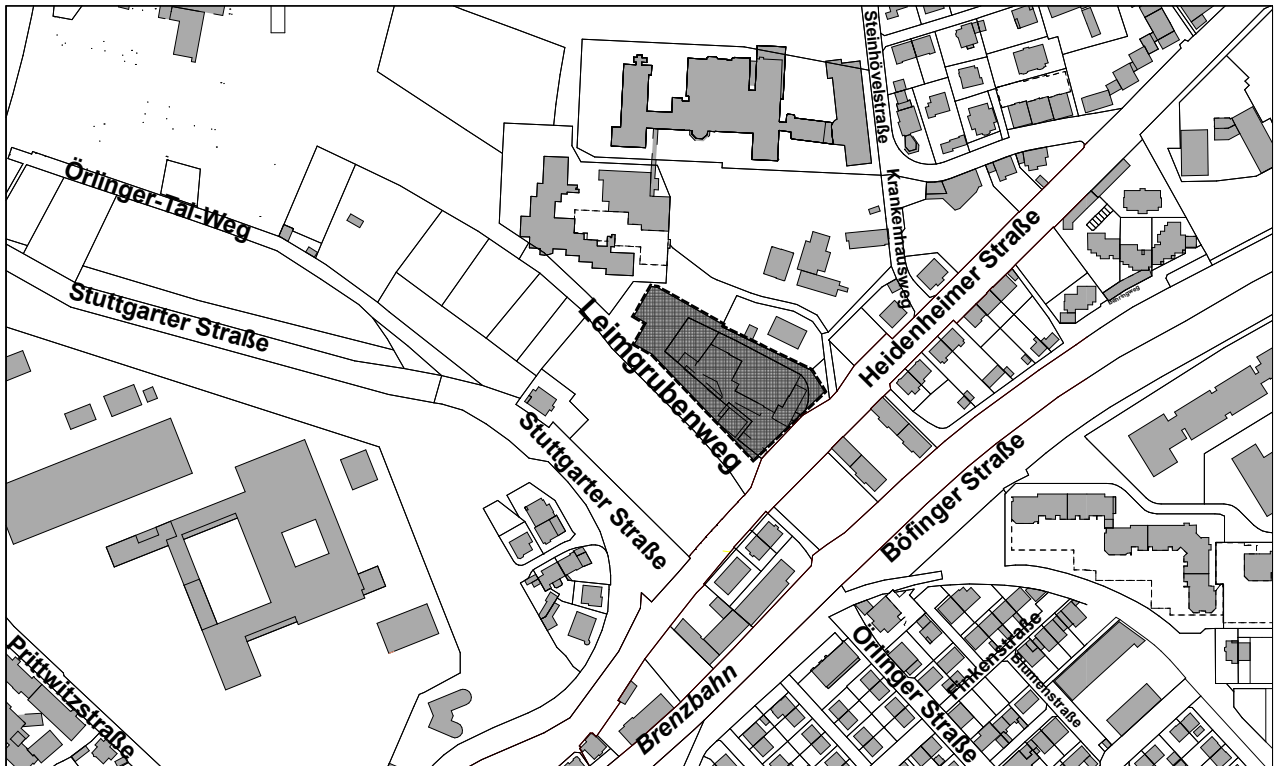 Steinhövelstraße
Örlinger-Tal-Weg
Krankenhausweg
Heidenheimer Straße
Stuttgarter Straße
Leimgrubenweg
Stuttgarter Straße
Böfinger Straße
Prittwitzstraße
Brenzbahn
Örlinger Straße
Finkenstraße
Blumenstraße